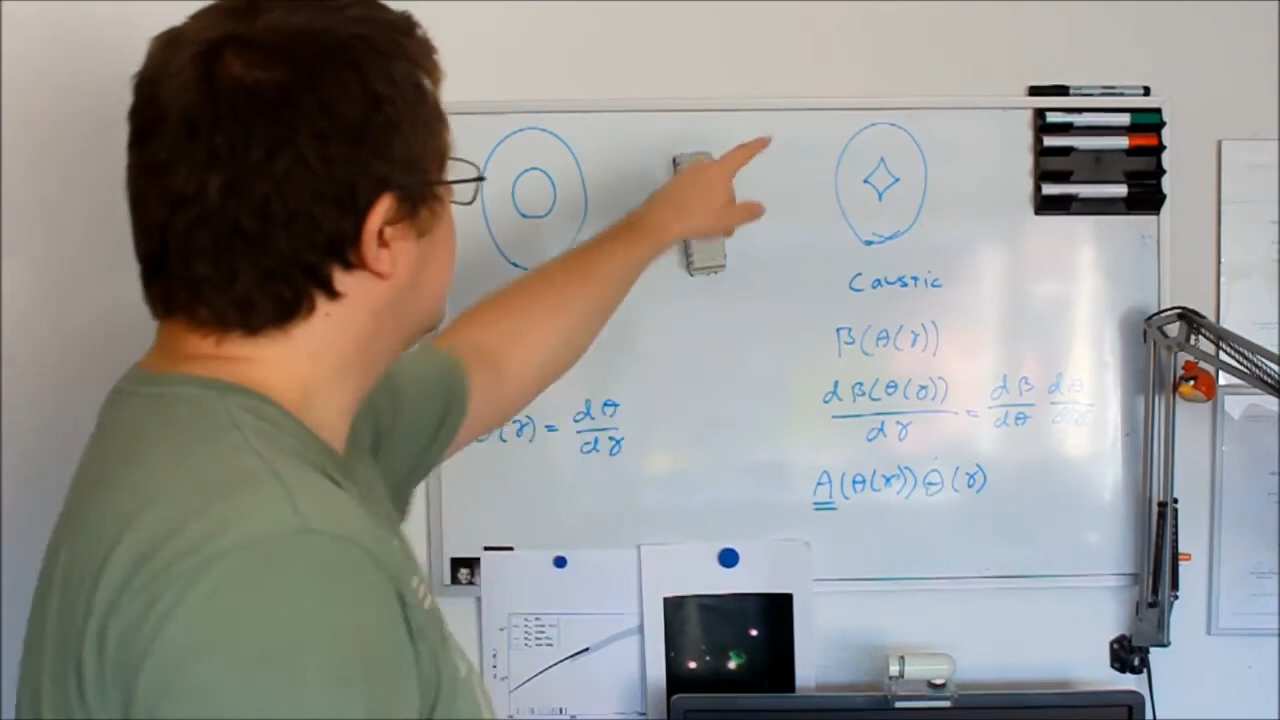 Caustic
β(θ(γ))
dβ(θ(γ))/dγ = dβ/dθ dθ/dγ
(γ) = dθ/dγ
A(θ(γ))θ̇(γ)